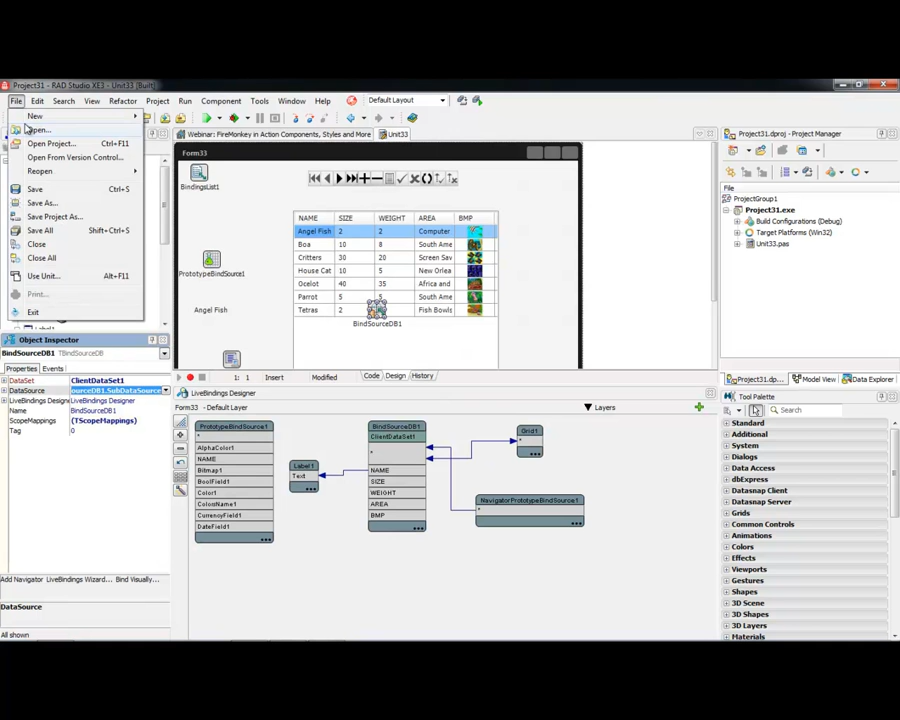 Project31 - RAD Studio XE3 - Unit33 [Built]
File Edit Search View Refactor Project Run Component Tools Window Help Default Layout
New
Open...
Open Project... Ctrl+F11
Open From Version Control...
Reopen
Save Ctrl+S
Save As...
Save Project As...
Save All Shift+Ctrl+S
Close
Close All
Use Unit... Alt+F11
Print...
Exit
Webinar: FireMonkey in Action Components, Styles and More Unit33
Form33
BindingsList1
PrototypeBindSource1
Angel Fish
NAME SIZE WEIGHT AREA BMP
Angel Fish 2 2 Computer
Boa 10 8 South Ame
Critters 30 20 Screen Sav
House Cat 10 5 New Orlea
Ocelot 40 35 Africa and
Parrot 5 5 South Ame
Tetras 2 Fish Bowls
BindSourceDB1
1: 1 Insert Modified Code Design History
Object Inspector
BindSourceDB1 TBindSourceDB
Properties Events
DataSet ClientDataSet1
DataSource ourceDB1.SubDataSource
LiveBindings Designer LiveBindings Designer
Name BindSourceDB1
ScopeMappings (TScopeMappings)
Tag 0
Add Navigator LiveBindings Wizard... Bind Visually...
DataSource
All shown
LiveBindings Designer
Form33 - Default Layer Layers
PrototypeBindSource1
*
AlphaColor1
NAME
Bitmap1
BoolField1
Color1
ColorsName1
CurrencyField1
DateField1
Label1
Text
BindSourceDB1
ClientDataSet1
*
NAME
SIZE
WEIGHT
AREA
BMP
Grid1
*
NavigatorPrototypeBindSource1
*
Project31.dproj - Project Manager
File
ProjectGroup1
Project31.exe
Build Configurations (Debug)
Target Platforms (Win32)
Unit33.pas
Project31.dp... Model View Data Explorer
Tool Palette
Search
Standard
Additional
System
Dialogs
Data Access
dbExpress
Datasnap Client
Datasnap Server
Grids
Common Controls
Animations
Colors
Effects
Viewports
Gestures
Shapes
3D Scene
3D Shapes
3D Layers
Materials